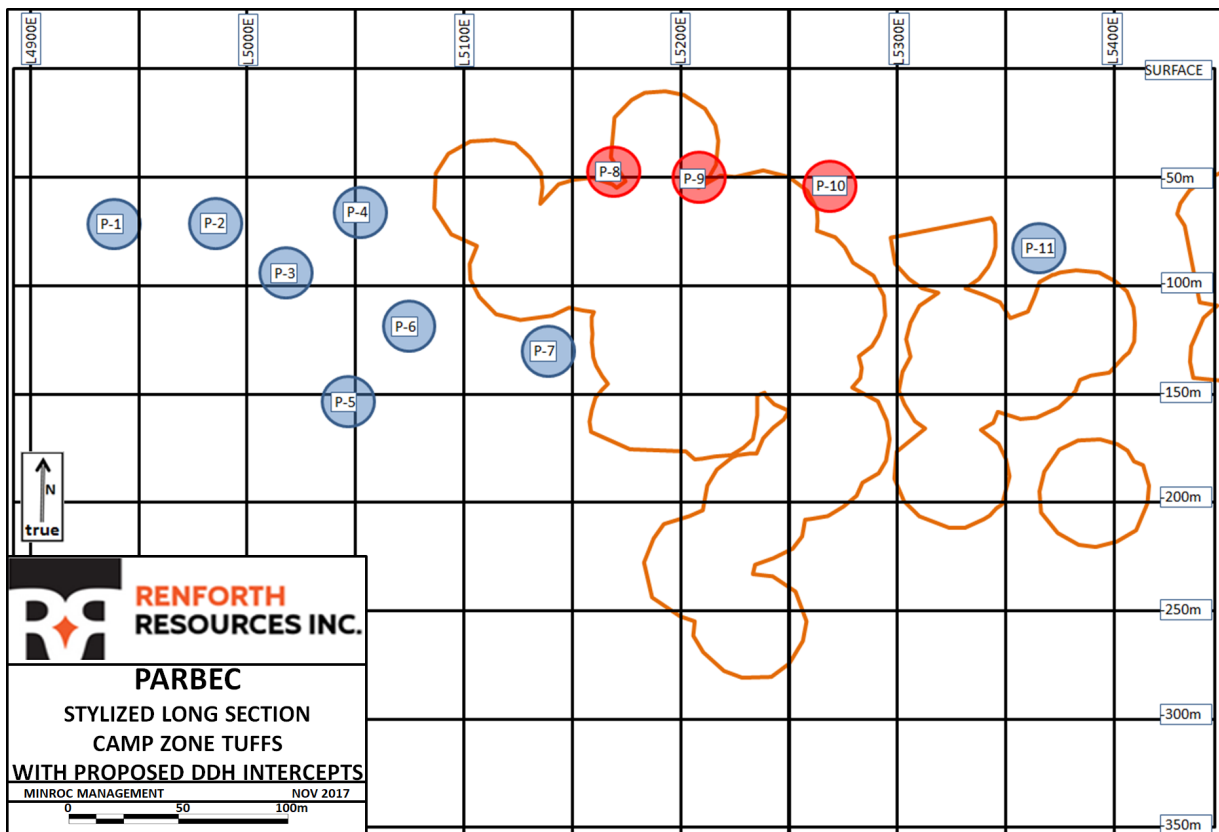 L4900E
L5000E
L5100E
L5200E
L5300E
L5400E
SURFACE
P-8
P-9
-50m
P-10
P-4
P-1
P-2
P-11
P-3
-100m
P-6
P-7
-150m
P-5
N
true
-200m
RENFORTH
RESOURCES INC.
-250m
PARBEC
STYLIZED LONG SECTION
-300m
CAMP ZONE TUFFS
WITH PROPOSED DDH INTERCEPTS
MINROC MANAGEMENT NOV 2017
0 50 100m
-350m